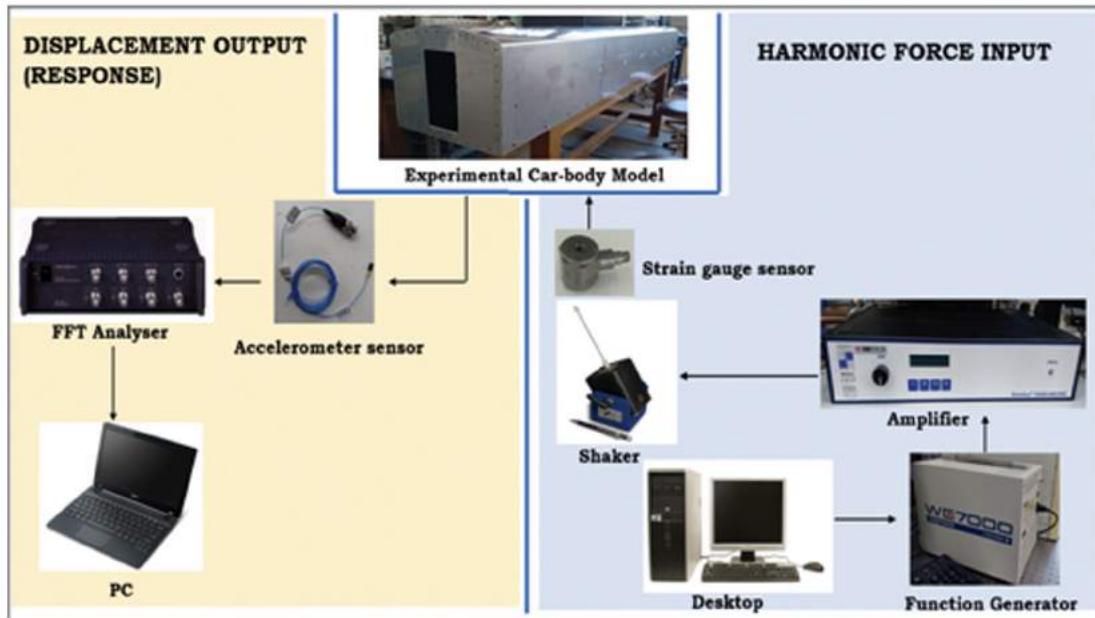 DISPLACEMENT OUTPUT
(RESPONSE)
HARMONIC FORCE INPUT
Experimental Car-body Model
Strain gauge sensor
FFT Analyser
Accelerometer sensor
Amplifier
Shaker
WE7000
PC
Desktop
Function Generator